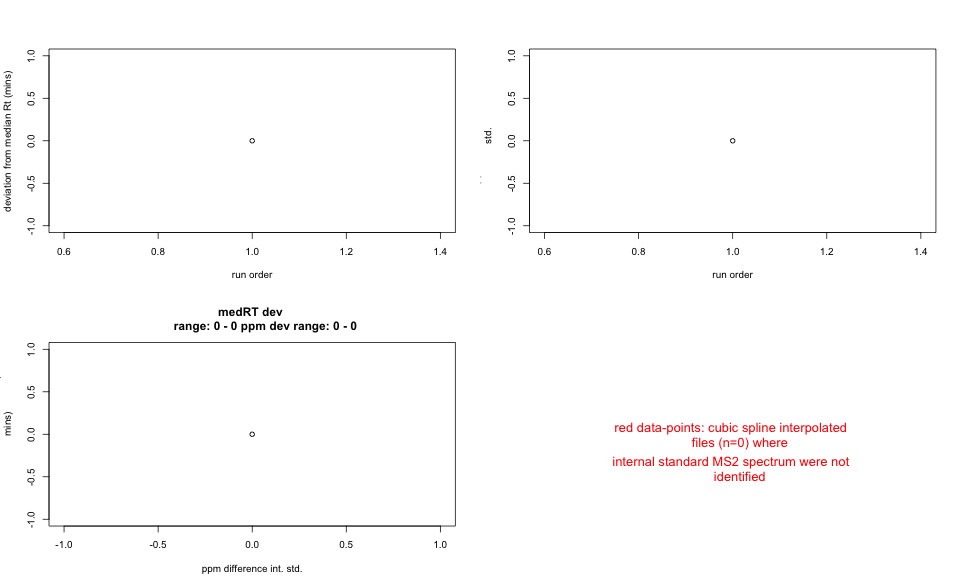 deviation from median Rt (mins)
1.0
0.5
0.0
-0.5
-1.0
0.6
0.8
1.0
1.2
1.4
run order
std.
1.0
0.5
0.0
-0.5
-1.0
0.6
0.8
1.0
1.2
1.4
run order
medRT dev
range: 0 - 0 ppm dev range: 0 - 0
mins)
1.0
0.5
0.0
-0.5
-1.0
-1.0
-0.5
0.0
0.5
1.0
ppm difference int. std.
red data-points: cubic spline interpolated
files (n=0) where
internal standard MS2 spectrum were not
identified